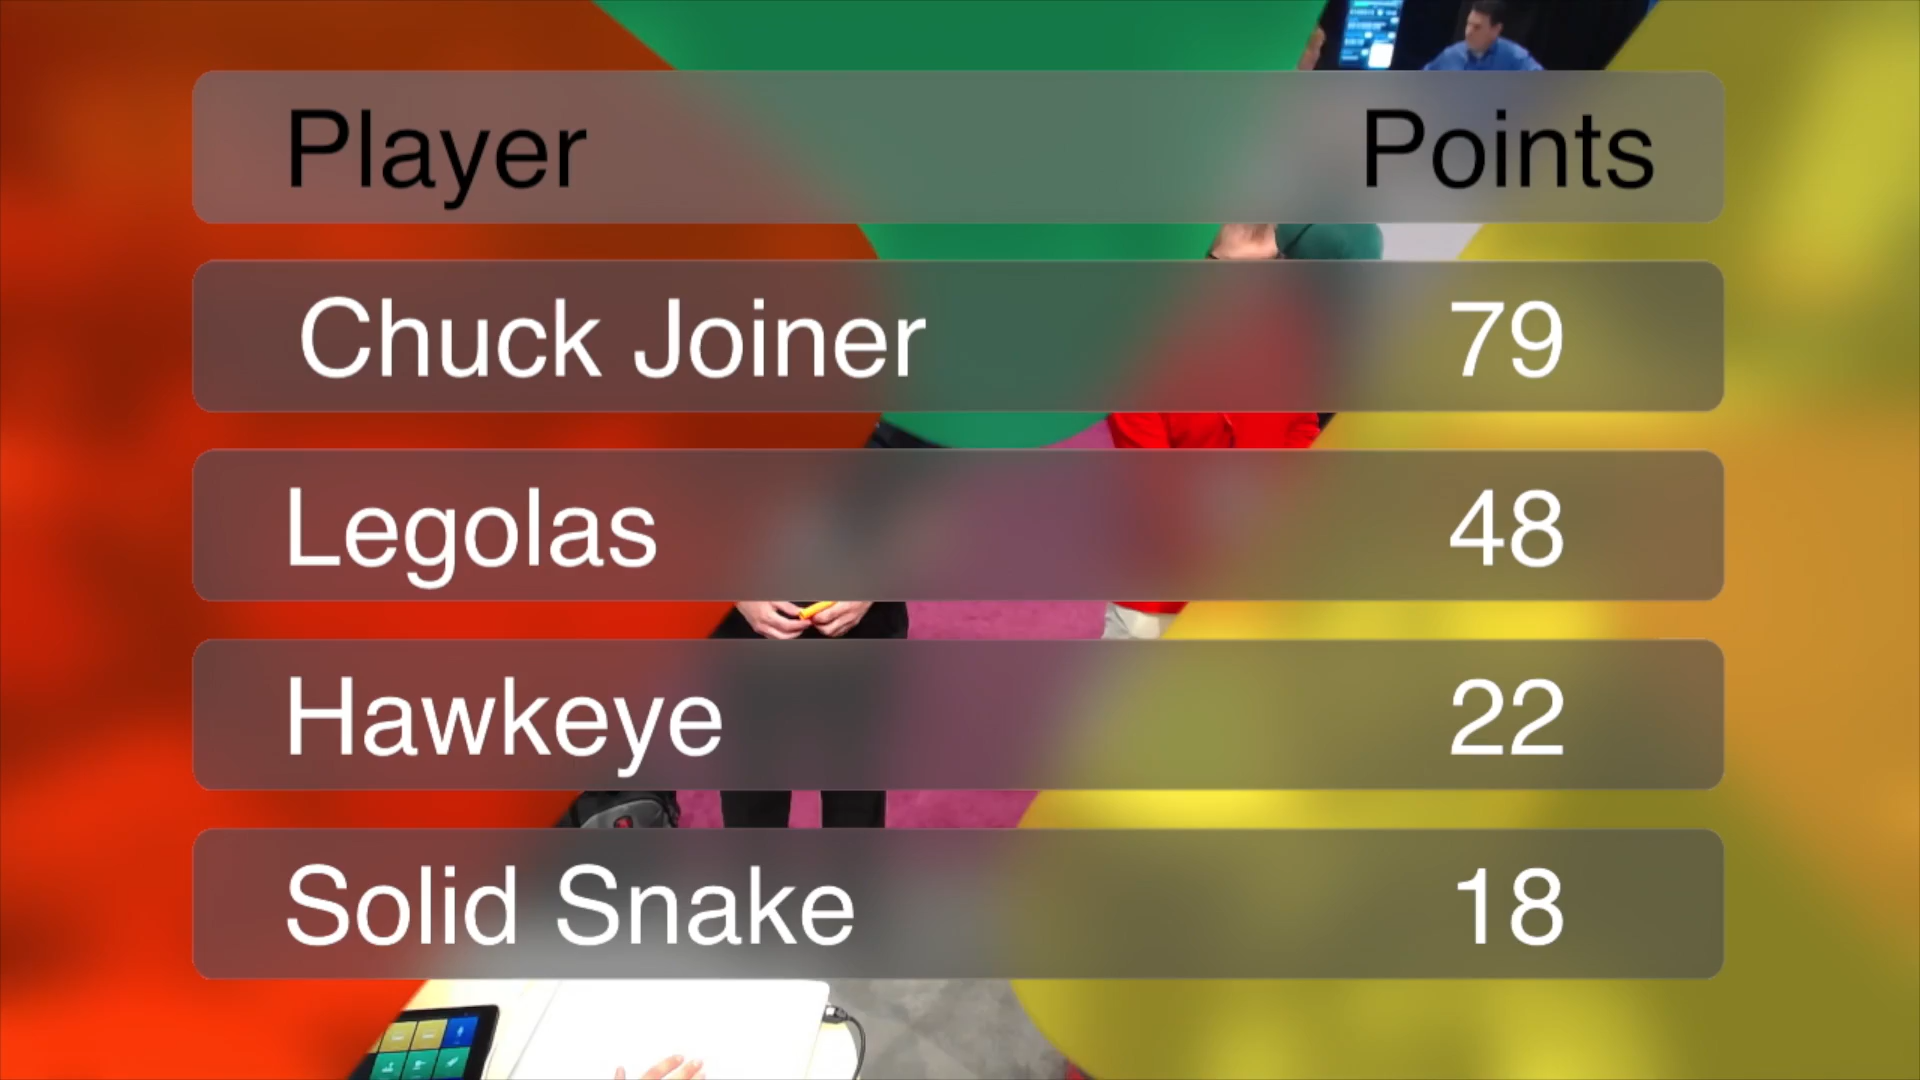 Player Points
Chuck Joiner 79
Legolas 48
Hawkeye 22
Solid Snake 18